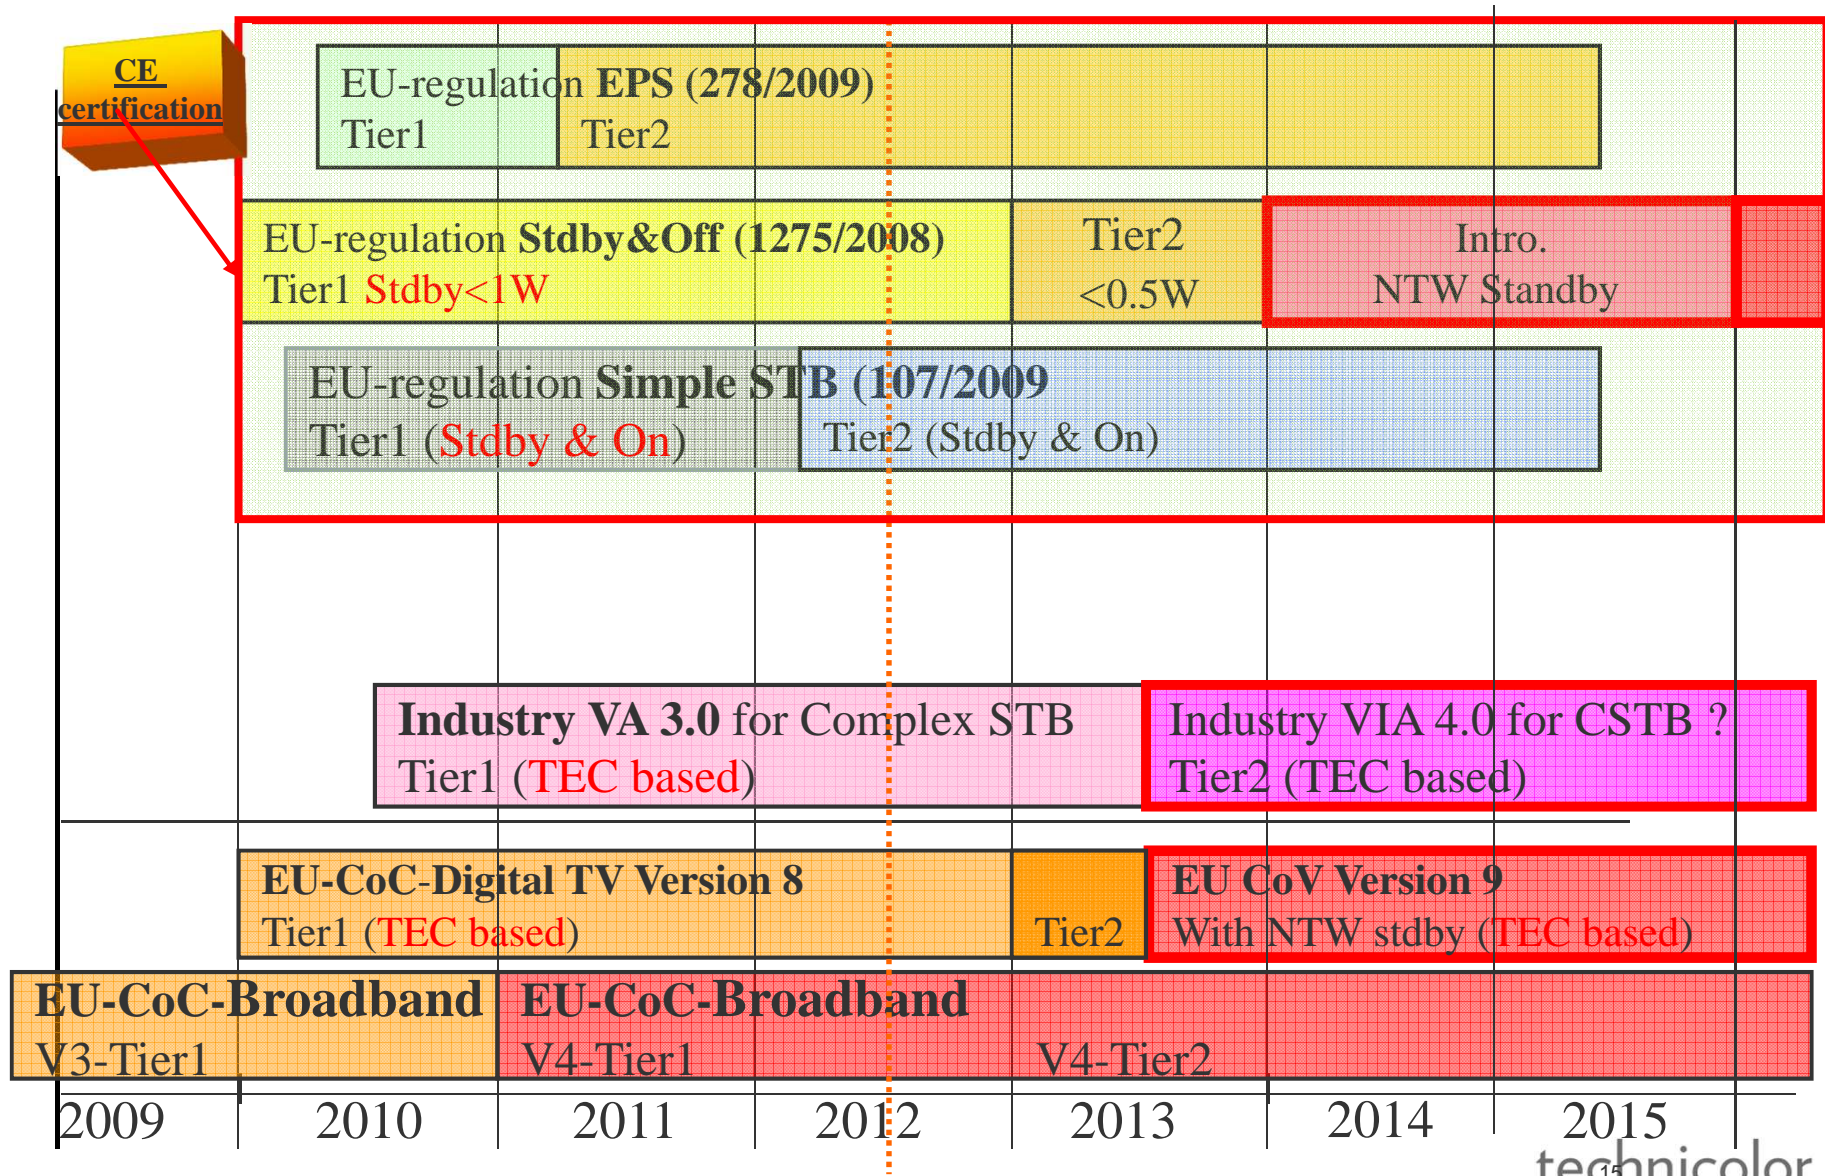 CE
certification
EU-regulation EPS (278/2009)
Tier1
Tier2
EU-regulation Stdby&Off (1275/2008)
Tier1 Stdby<1W
Tier2
<0.5W
Intro.
NTW Standby
EU-regulation Simple STB (107/2009
Tier1 (Stdby & On)
Tier2 (Stdby & On)
Industry VA 3.0 for Complex STB
Tier1 (TEC based)
Industry VIA 4.0 for CSTB ?
Tier2 (TEC based)
EU-CoC-Digital TV Version 8
Tier1 (TEC based)
Tier2
EU CoV Version 9
With NTW stdby (TEC based)
EU-CoC-Broadband
V3-Tier1
EU-CoC-Broadband
V4-Tier1
V4-Tier2
2009 2010 2011 2012 2013 2014 2015
technicolor
15